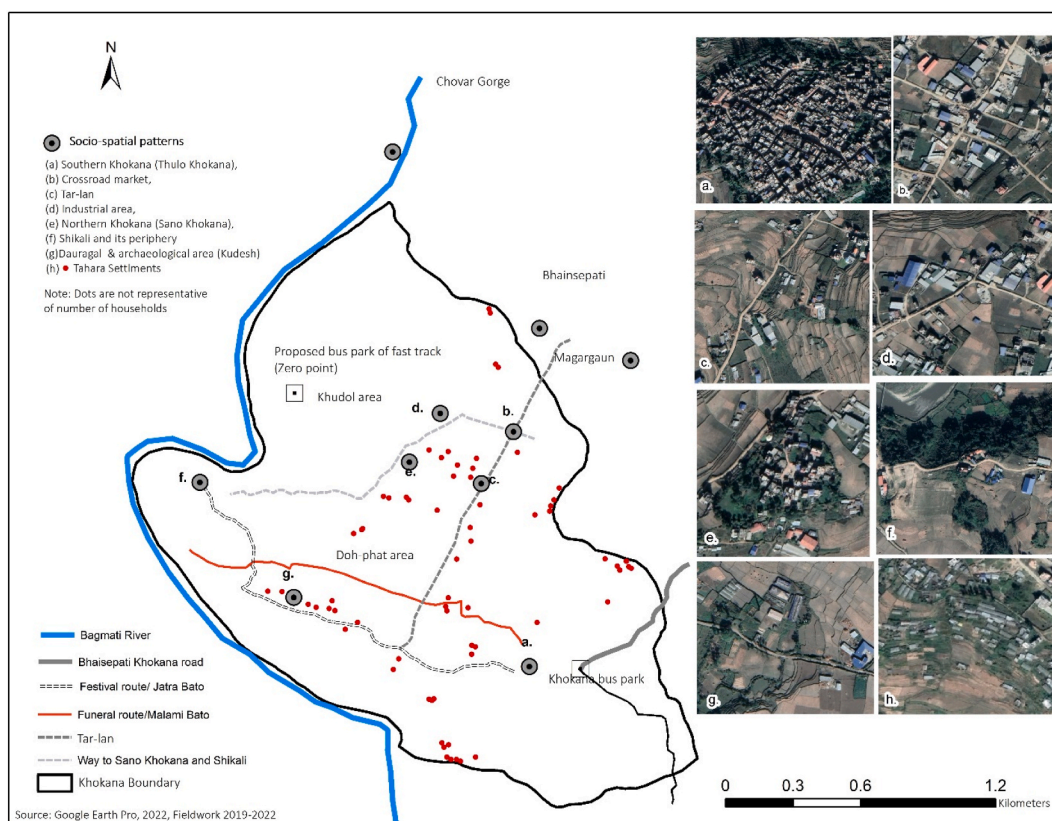 N
Chovar Gorge
Socio-spatial patterns
(a) Southern Khokana (Thulo Khokana),
(b) Crossroad market,
(c) Tar-lan
(d) Industrial area,
(e) Northern Khokana (Sano Khokana),
(f) Shikali and its periphery
(g)Dauragal & archaeological area (Kudesh)
(h) Tahara Settlments
Note: Dots are not representative
of number of households
Bhainsepati
Magargaun
Proposed bus park of fast track
(Zero point)
Khudol area
d.
b.
e.
c.
f.
Doh-phat area
g.
a.
Khokana bus park
Bagmati River
Bhaisepati Khokana road
Festival route/ Jatra Bato
Funeral route/Malami Bato
Tar-lan
Way to Sano Khokana and Shikali
Khokana Boundary
Source: Google Earth Pro, 2022, Fieldwork 2019-2022
a.
b.
c.
d.
e.
f.
g.
h.
0 0.3 0.6 1.2
Kilometers